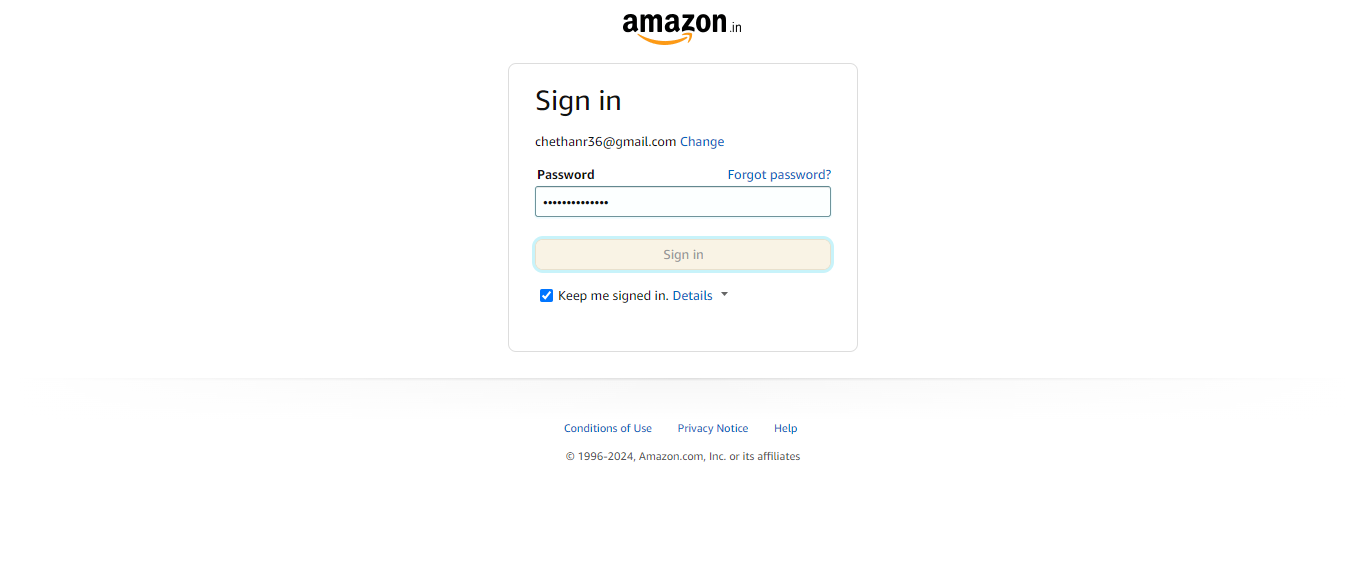 amazon.in
Sign in
chethanr36@gmail.com Change
Password Forgot password?
••••••••••••••
Sign in
Keep me signed in. Details
Conditions of Use Privacy Notice Help
© 1996-2024, Amazon.com, Inc. or its affiliates